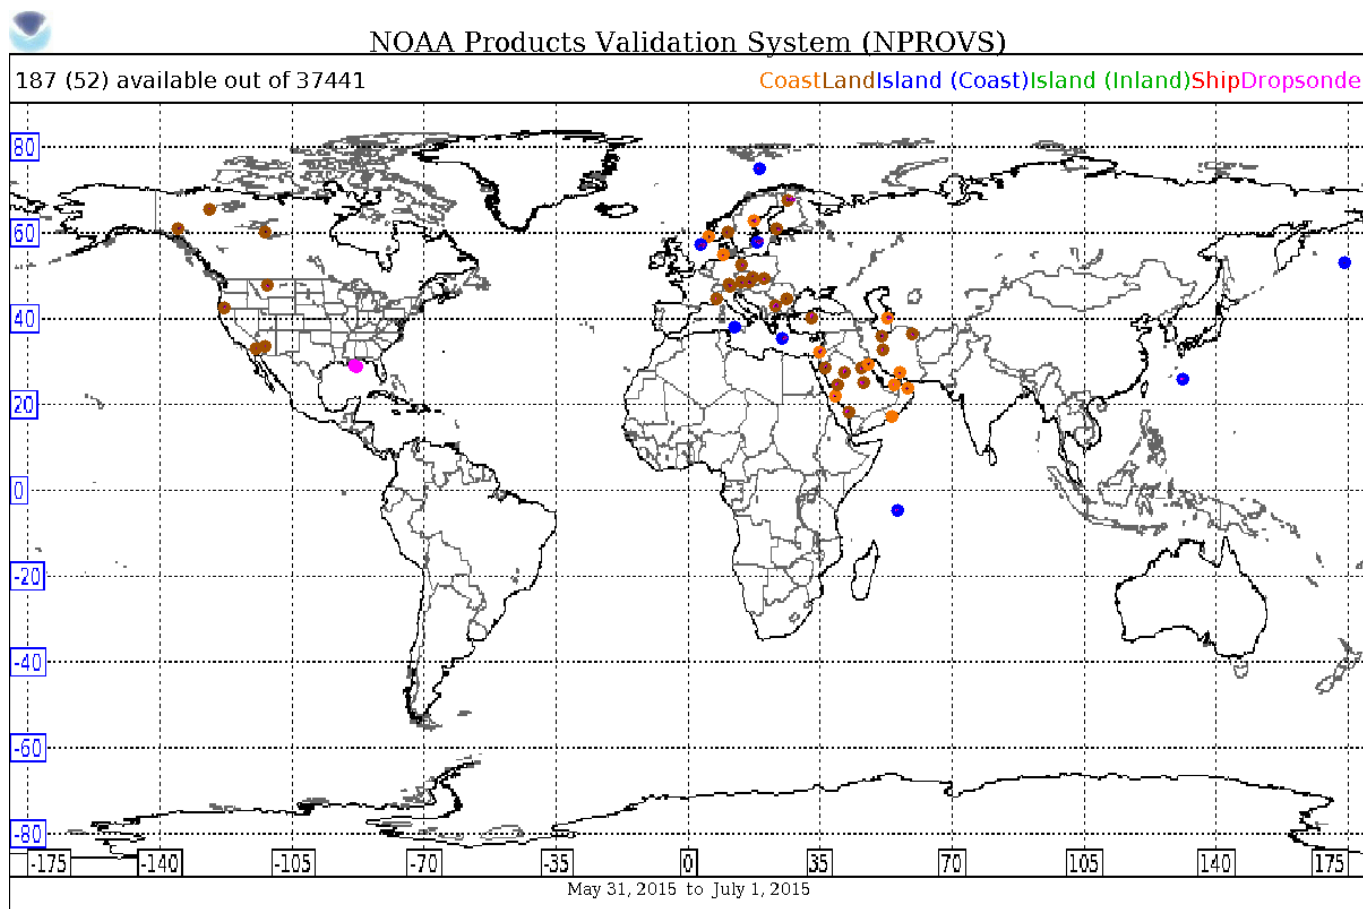 NOAA Products Validation System (NPROVS)
187 (52) available out of 37441 CoastLandIsland (Coast)Island (Inland)ShipDropsonde
80
60
40
20
0
-20
-40
-60
-80
-175 -140 -105 -70 -35 0 35 70 105 140 175
May 31, 2015 to July 1, 2015